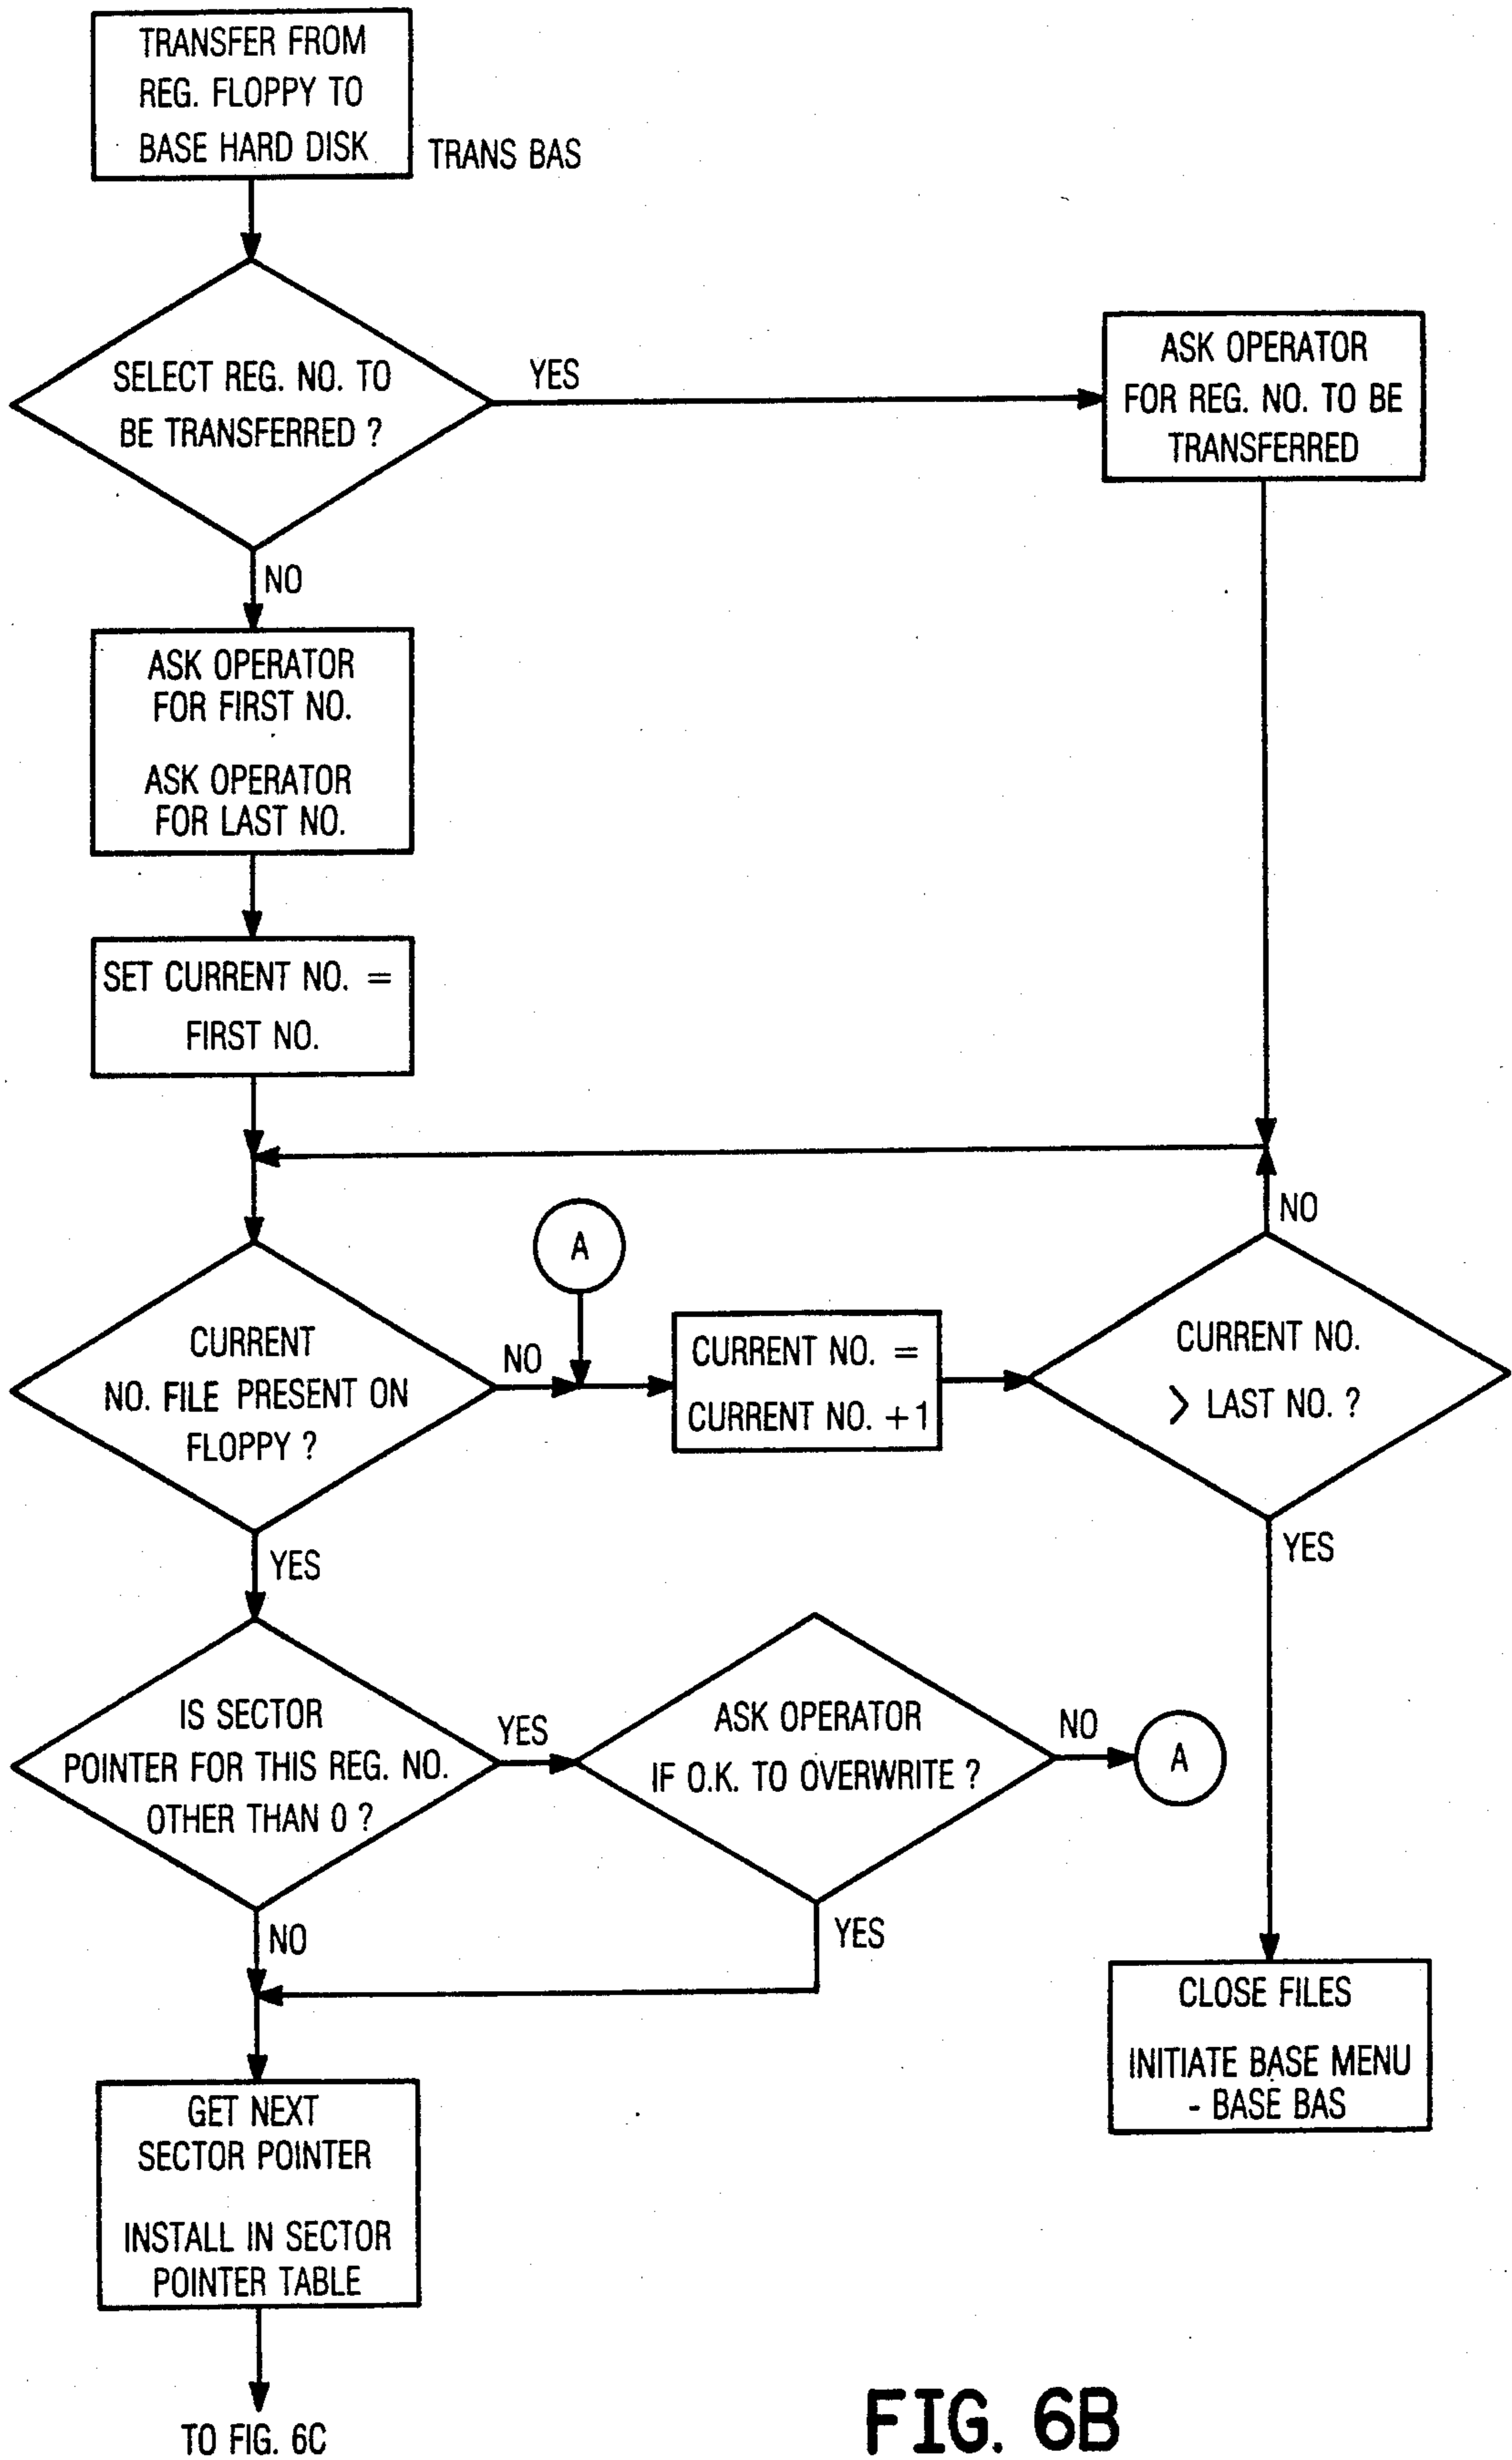 TRANSFER FROM
REG. FLOPPY TO
BASE HARD DISK
TRANS BAS
SELECT REG. NO. TO
BE TRANSFERRED ?
YES
ASK OPERATOR
FOR REG. NO. TO BE
TRANSFERRED
NO
ASK OPERATOR
FOR FIRST NO.
ASK OPERATOR
FOR LAST NO.
SET CURRENT NO. =
FIRST NO.
NO
A
CURRENT
NO. FILE PRESENT ON
FLOPPY ?
NO
CURRENT NO. =
CURRENT NO. +1
CURRENT NO.
> LAST NO. ?
YES
YES
IS SECTOR
POINTER FOR THIS REG. NO.
OTHER THAN 0 ?
YES
ASK OPERATOR
IF O.K. TO OVERWRITE ?
NO
A
NO
YES
CLOSE FILES
INITIATE BASE MENU
- BASE BAS
GET NEXT
SECTOR POINTER
INSTALL IN SECTOR
POINTER TABLE
TO FIG. 6C
FIG. 6B